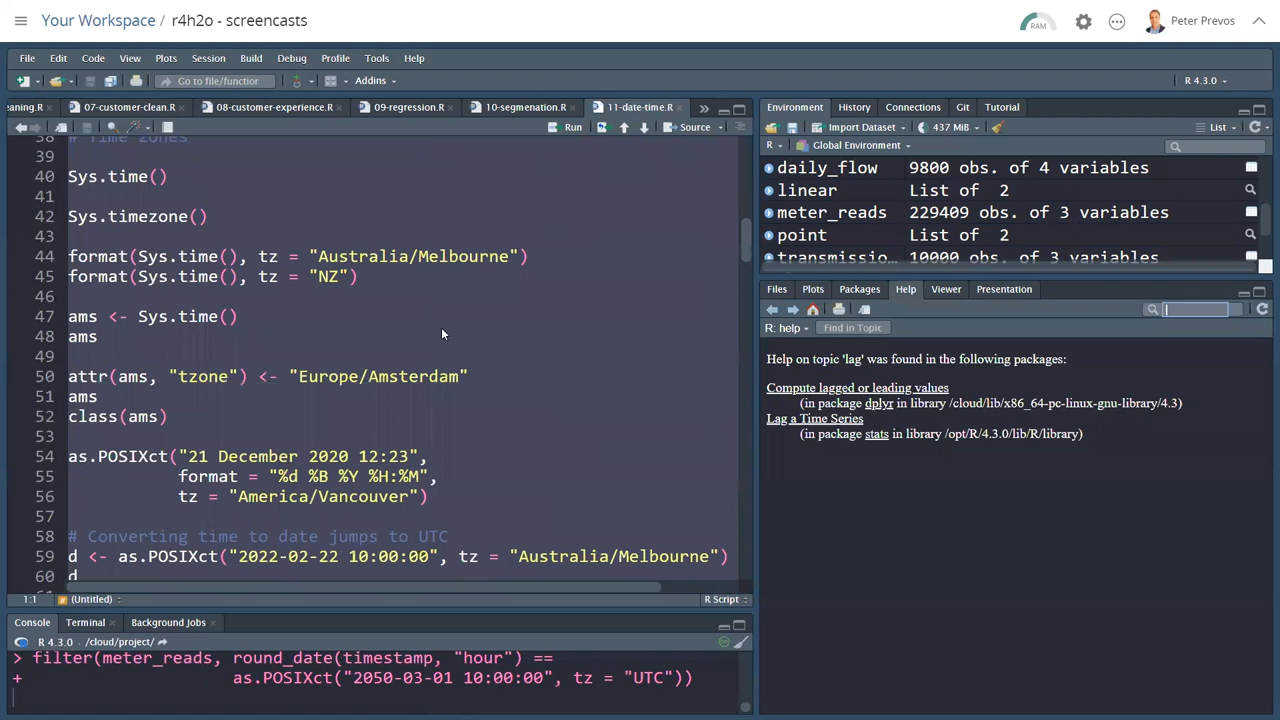 Your Workspace / r4h2o - screencasts
RAM
Peter Prevos
File Edit Code View Plots Session Build Debug Profile Tools Help
Go to file/function
Addins
R 4.3.0
eaning.R 07-customer-clean.R 08-customer-experience.R 09-regression.R 10-segmenation.R 11-date-time.R
Run Source
38 # Time zones
39
40 Sys.time()
41
42 Sys.timezone()
43
44 format(Sys.time(), tz = "Australia/Melbourne")
45 format(Sys.time(), tz = "NZ")
46
47 ams <- Sys.time()
48 ams
49
50 attr(ams, "tzone") <- "Europe/Amsterdam"
51 ams
52 class(ams)
53
54 as.POSIXct("21 December 2020 12:23",
55 format = "%d %B %Y %H:%M",
56 tz = "America/Vancouver")
57
58 # Converting time to date jumps to UTC
59 d <- as.POSIXct("2022-02-22 10:00:00", tz = "Australia/Melbourne")
60 d
1:1 (Untitled) R Script
Console Terminal Background Jobs
R 4.3.0 · /cloud/project/
> filter(meter_reads, round_date(timestamp, "hour") ==
+ as.POSIXct("2050-03-01 10:00:00", tz = "UTC"))
Environment History Connections Git Tutorial
Import Dataset 437 MiB List
R Global Environment
daily_flow 9800 obs. of 4 variables
linear List of 2
meter_reads 229409 obs. of 3 variables
point List of 2
transmissio… 10000 obs. of 3 variables
Files Plots Packages Help Viewer Presentation
R: help Find in Topic
Help on topic 'lag' was found in the following packages:
Compute lagged or leading values
(in package dplyr in library /cloud/lib/x86_64-pc-linux-gnu-library/4.3)
Lag a Time Series
(in package stats in library /opt/R/4.3.0/lib/R/library)